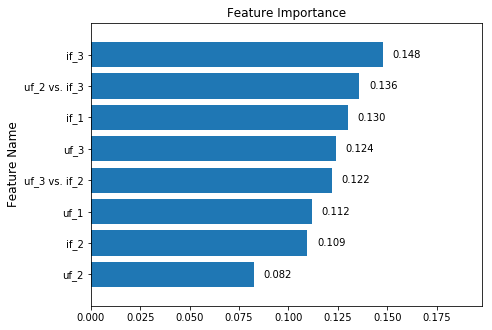 Feature Importance
Feature Name
if_3 0.148
uf_2 vs. if_3 0.136
if_1 0.130
uf_3 0.124
uf_3 vs. if_2 0.122
uf_1 0.112
if_2 0.109
uf_2 0.082
0.000 0.025 0.050 0.075 0.100 0.125 0.150 0.175